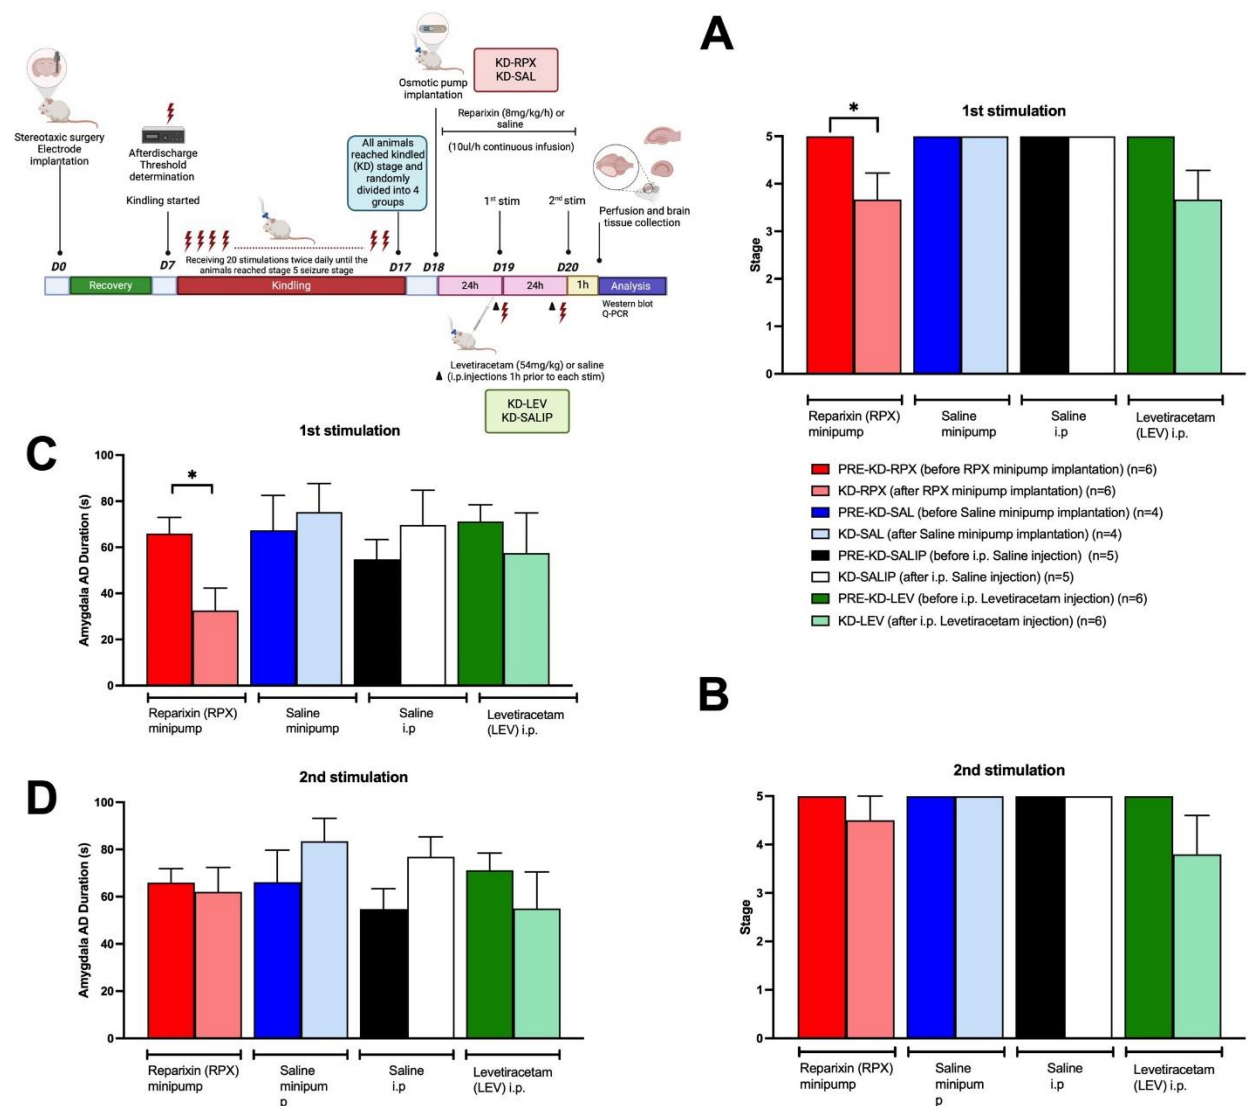 Stereotaxic surgery
Electrode
implantation
Afterdischarge
Threshold
determination
Kindling started
All animals
reached kindled
(KD) stage and
randomly
divided into 4
groups
Osmotic pump
implantation
KD-RPX
KD-SAL
Reparixin (8mg/kg/h) or
saline
(10ul/h continuous infusion)
1st stim
2nd stim
Perfusion and brain
tissue collection
D0
D7
Receiving 20 stimulations twice daily until the
animals reached stage 5 seizure stage
D17
D18
D19
D20
Recovery
Kindling
24h
24h
1h
Analysis
Western blot
Q-PCR
Levetiracetam (54mg/kg) or saline
(i.p.injections 1h prior to each stim)
KD-LEV
KD-SALIP
A
1st stimulation
*
Stage
5
4
3
2
1
0
Reparixin (RPX)
minipump
Saline
minipump
Saline
i.p
Levetiracetam
(LEV) i.p.
PRE-KD-RPX (before RPX minipump implantation) (n=6)
KD-RPX (after RPX minipump implantation) (n=6)
PRE-KD-SAL (before Saline minipump implantation) (n=4)
KD-SAL (after Saline minipump implantation) (n=4)
PRE-KD-SALIP (before i.p. Saline injection) (n=5)
KD-SALIP (after i.p. Saline injection) (n=5)
PRE-KD-LEV (before i.p. Levetiracetam injection) (n=6)
KD-LEV (after i.p. Levetiracetam injection) (n=6)
C
1st stimulation
*
Amygdala AD Duration (s)
100
80
60
40
20
0
Reparixin (RPX)
minipump
Saline
minipump
Saline
i.p
Levetiracetam
(LEV) i.p.
B
2nd stimulation
Stage
5
4
3
2
1
0
Reparixin (RPX)
minipump
Saline
minipum
p
Saline
i.p
Levetiracetam
(LEV) i.p.
D
2nd stimulation
Amygdala AD Duration (s)
100
80
60
40
20
0
Reparixin (RPX)
minipump
Saline
minipum
p
Saline
i.p
Levetiracetam
(LEV) i.p.